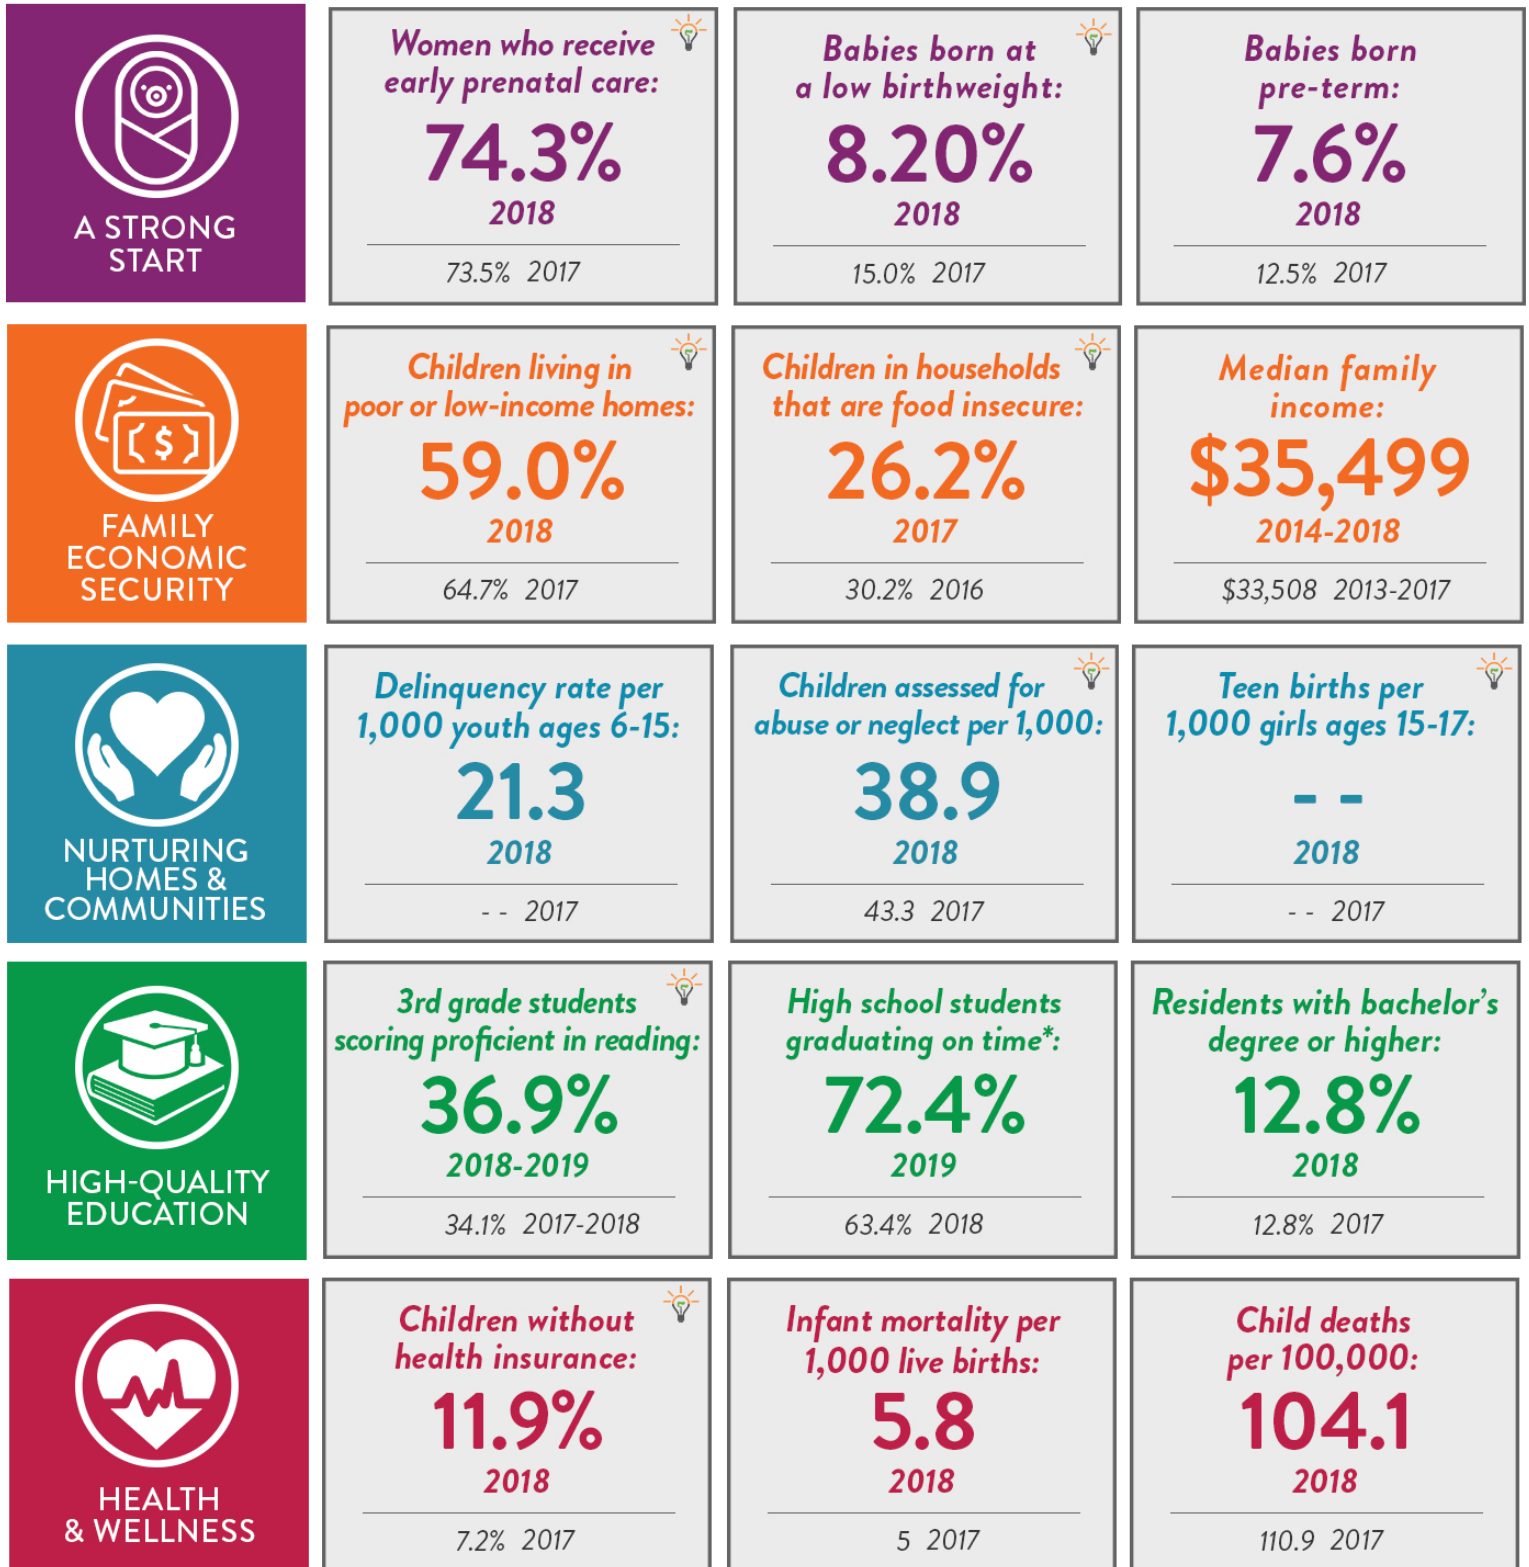 A STRONG
START
Women who receive
early prenatal care:
74.3%
2018
73.5% 2017
Babies born at
a low birthweight:
8.20%
2018
15.0% 2017
Babies born
pre-term:
7.6%
2018
12.5% 2017
FAMILY
ECONOMIC
SECURITY
Children living in
poor or low-income homes:
59.0%
2018
64.7% 2017
Children in households
that are food insecure:
26.2%
2017
30.2% 2016
Median family
income:
$35,499
2014-2018
$33,508 2013-2017
NURTURING
HOMES &
COMMUNITIES
Delinquency rate per
1,000 youth ages 6-15:
21.3
2018
- - 2017
Children assessed for
abuse or neglect per 1,000:
38.9
2018
43.3 2017
Teen births per
1,000 girls ages 15-17:
- -
2018
- - 2017
HIGH-QUALITY
EDUCATION
3rd grade students
scoring proficient in reading:
36.9%
2018-2019
34.1% 2017-2018
High school students
graduating on time*:
72.4%
2019
63.4% 2018
Residents with bachelor's
degree or higher:
12.8%
2018
12.8% 2017
HEALTH
& WELLNESS
Children without
health insurance:
11.9%
2018
7.2% 2017
Infant mortality per
1,000 live births:
5.8
2018
5 2017
Child deaths
per 100,000:
104.1
2018
110.9 2017